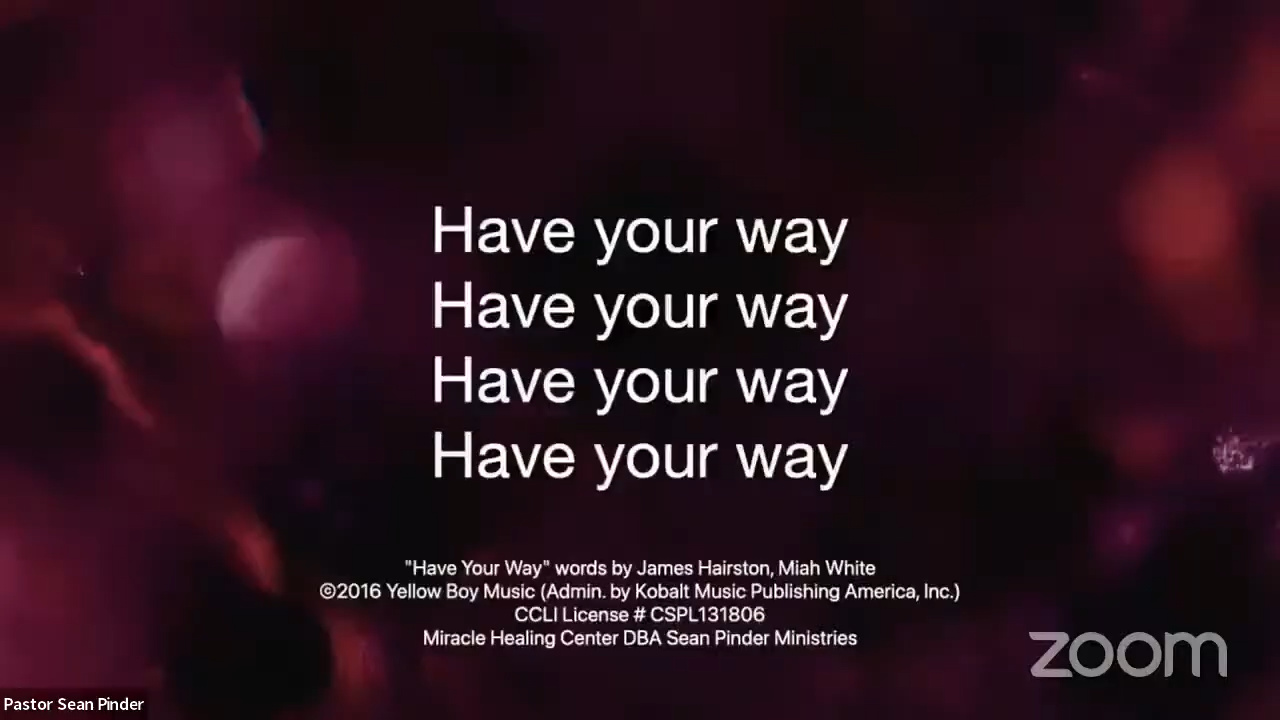 Have your way
Have your way
Have your way
Have your way
"Have Your Way" words by James Hairston, Miah White
©2016 Yellow Boy Music (Admin. by Kobalt Music Publishing America, Inc.)
CCLI License # CSPL131806
Miracle Healing Center DBA Sean Pinder Ministries
zoom
Pastor Sean Pinder